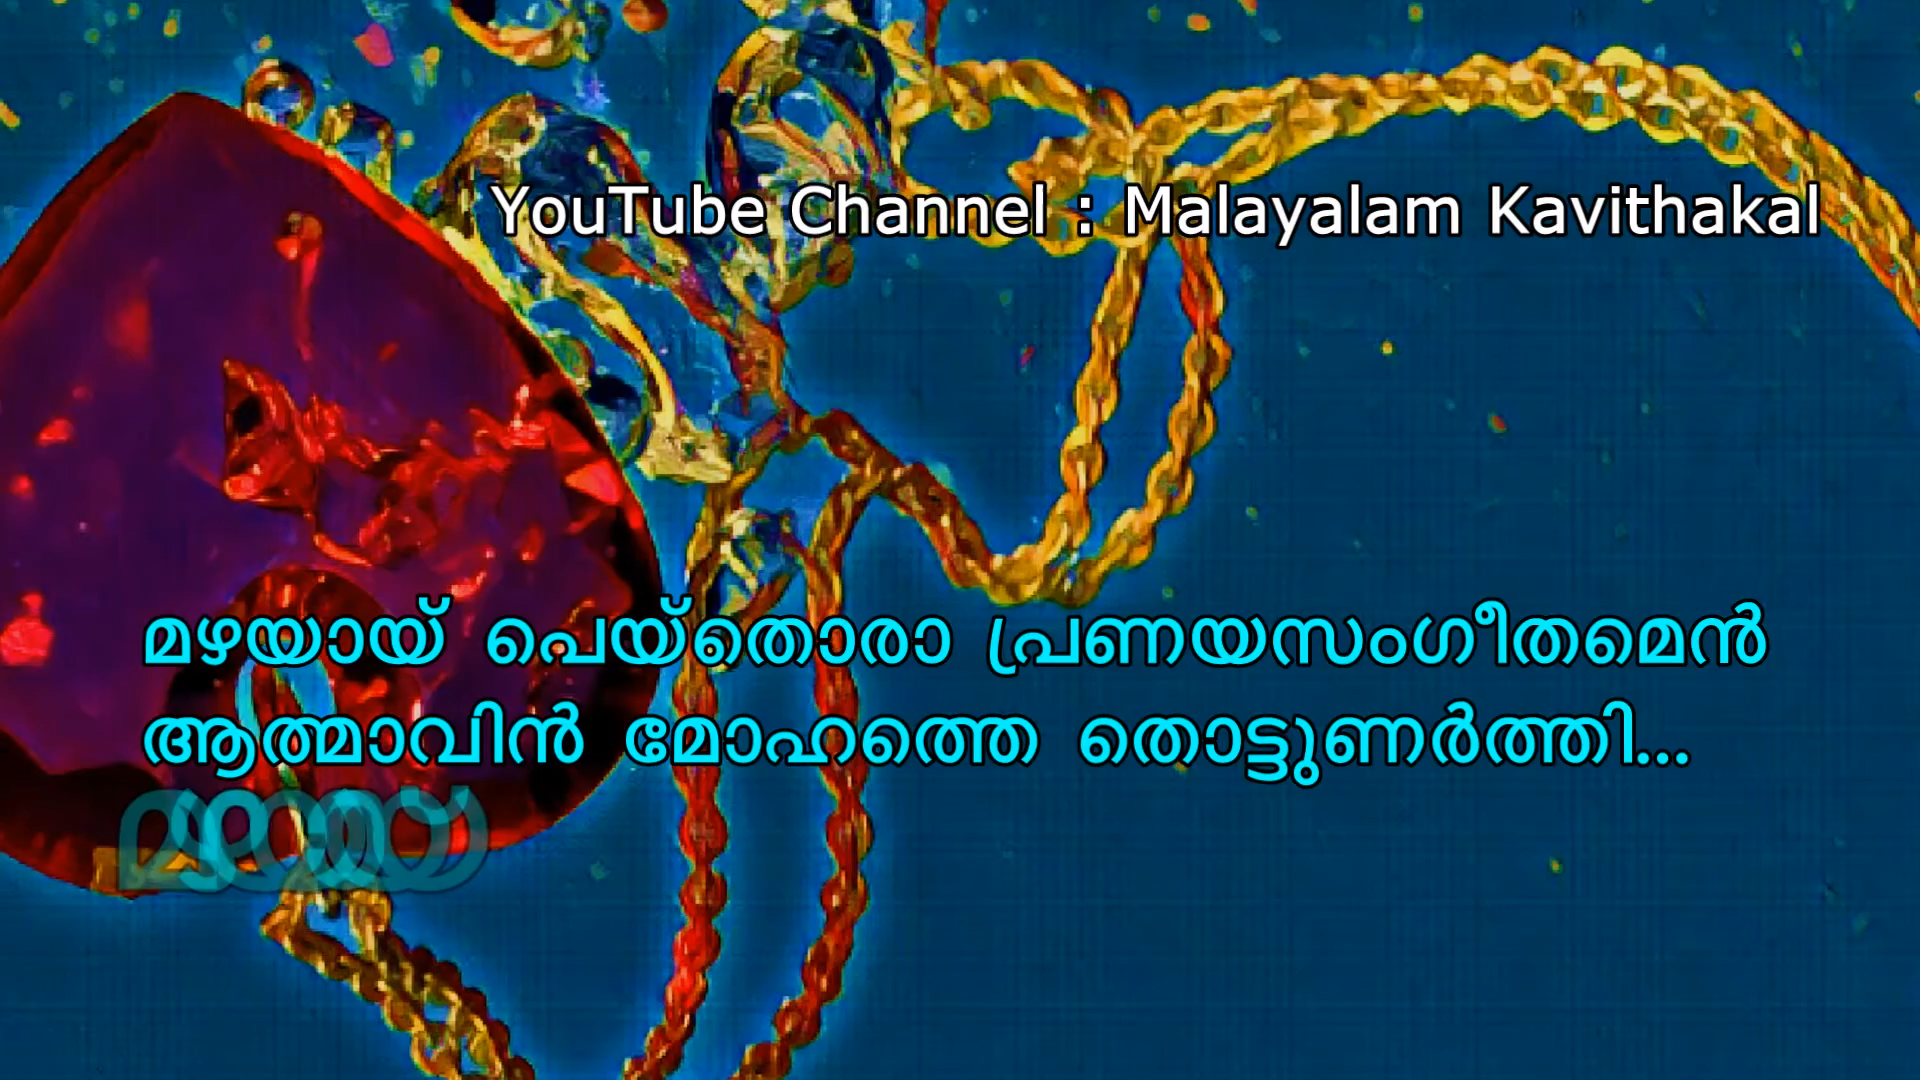 YouTube Channel : Malayalam Kavithakal
മഴയായ് പെയ്തൊരാ പ്രണയസംഗീതമെൻ
ആത്മാവിൻ മോഹത്തെ തൊട്ടുണർത്തി...